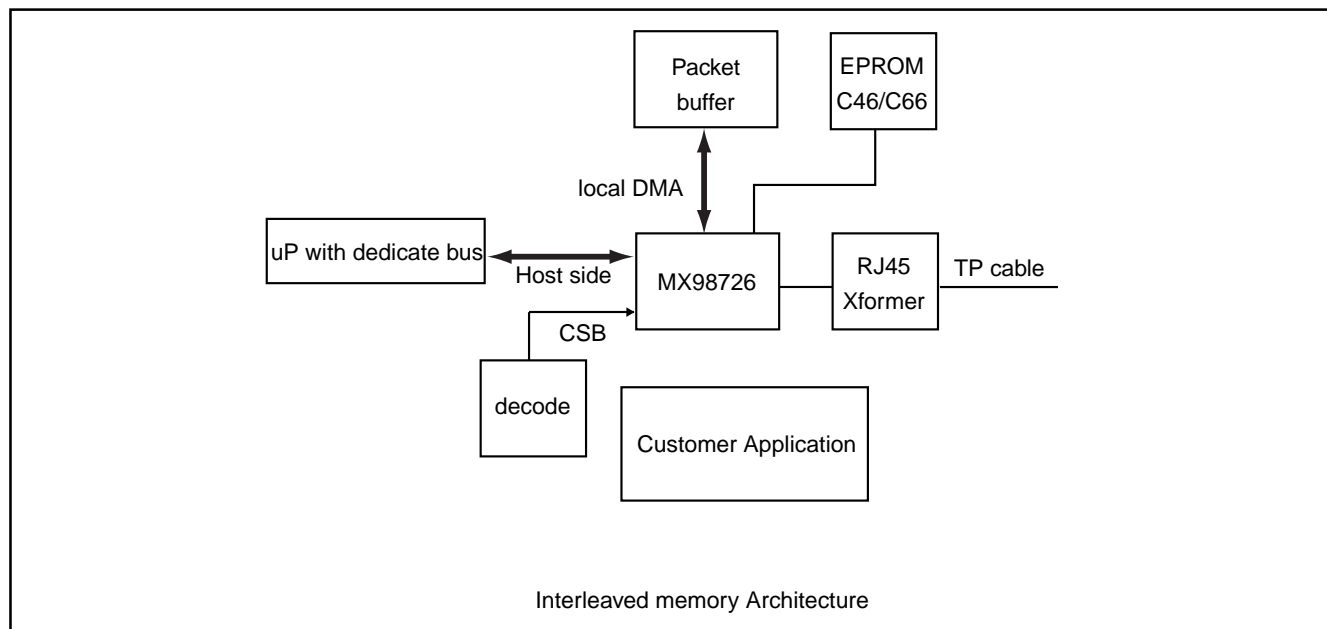 Packet
buffer
EPROM
C46/C66
local DMA
uP with dedicate bus
Host side
MX98726
RJ45
Xformer
TP cable
CSB
decode
Customer Application
Interleaved memory Architecture